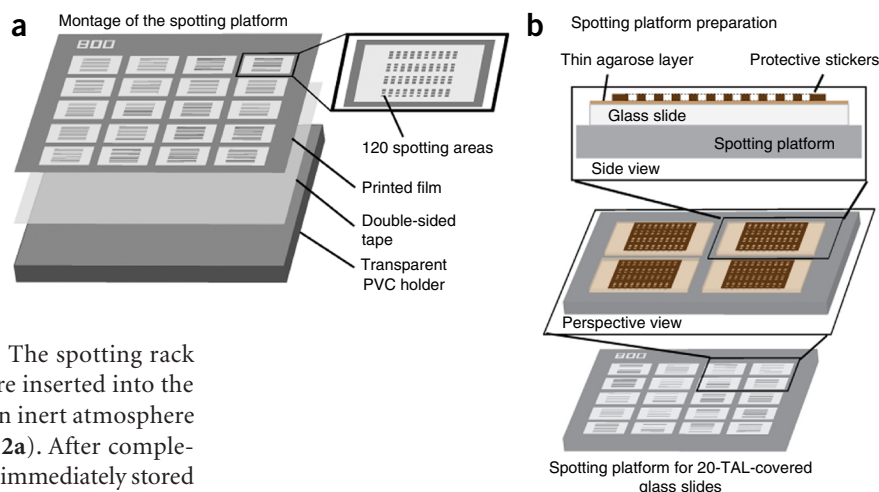 a
Montage of the spotting platform
800
120 spotting areas
Printed film
Double-sided
tape
Transparent
PVC holder
The spotting rack
re inserted into the
n inert atmosphere
2a). After comple-
immediately stored
b
Spotting platform preparation
Thin agarose layer
Protective stickers
Glass slide
Spotting platform
Side view
Perspective view
800
Spotting platform for 20-TAL-covered
glass slides